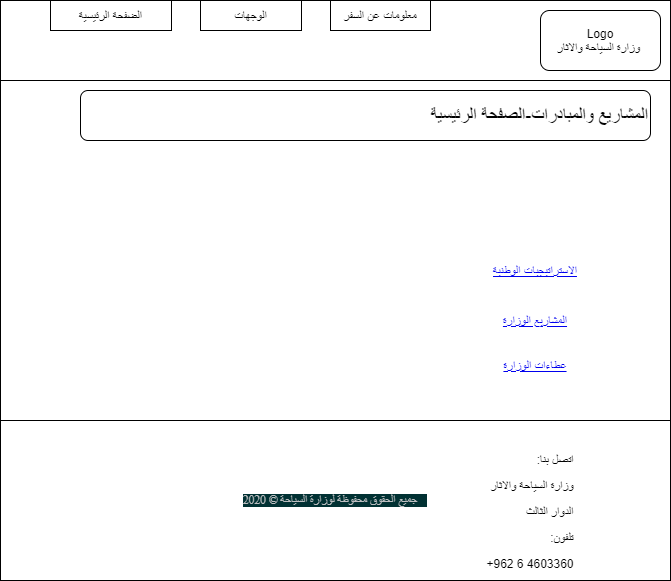 معلومات عن السفر
الوجهات
الضفحة الرئيسية
Logo
وزارة السياحة والاثار
المشاريع والمبادرات-الصفحة الرئيسية
الاستراتيجيات الوطنية
المشاريع الوزارة
عطاءات الوزارة
اتصل بنا:
وزارة السياحة والاثار
الدوار الثالث
تلفون:
+962 6 4603360
جميع الحقوق محفوظة لوزارة السياحة © 2020